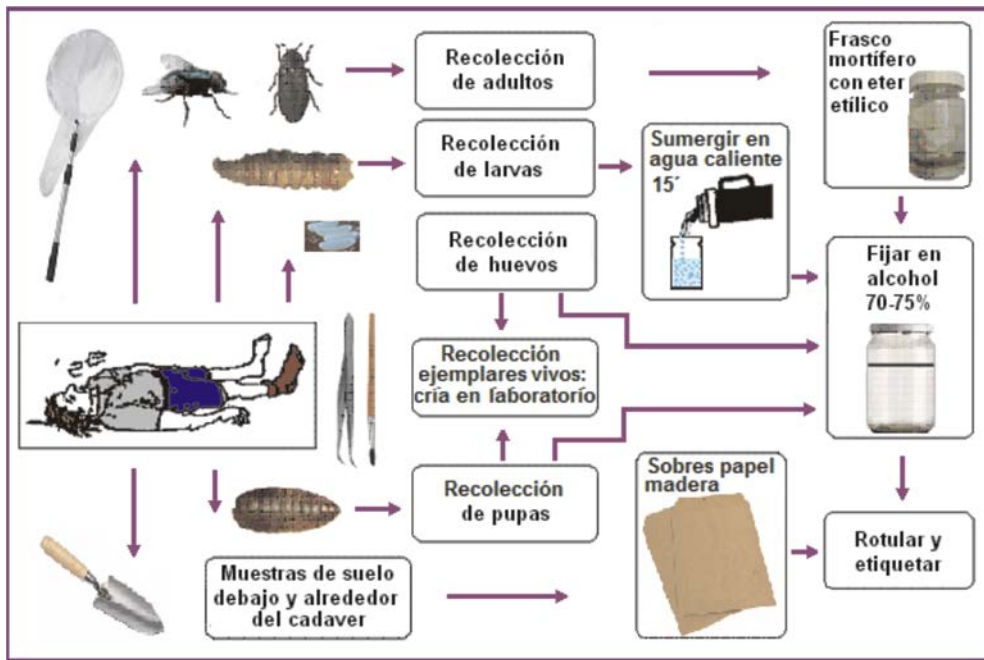 Recolección
de adultos
Frasco
mortífero
con eter
etílico
Recolección
de larvas
Sumergir en
agua caliente
15´
Recolección
de huevos
Fijar en
alcohol
70-75%
Recolección
ejemplares vivos:
cría en laboratorío
Recolección
de pupas
Sobres papel
madera
Rotular y
etiquetar
Muestras de suelo
debajo y alrededor
del cadaver